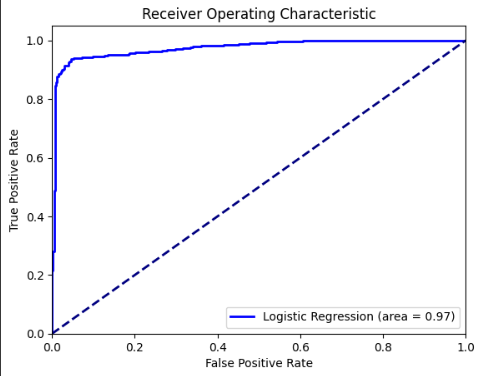 Receiver Operating Characteristic
1.0
0.8
0.6
0.4
0.2
0.0
True Positive Rate
Logistic Regression (area = 0.97)
0.0 0.2 0.4 0.6 0.8 1.0
False Positive Rate